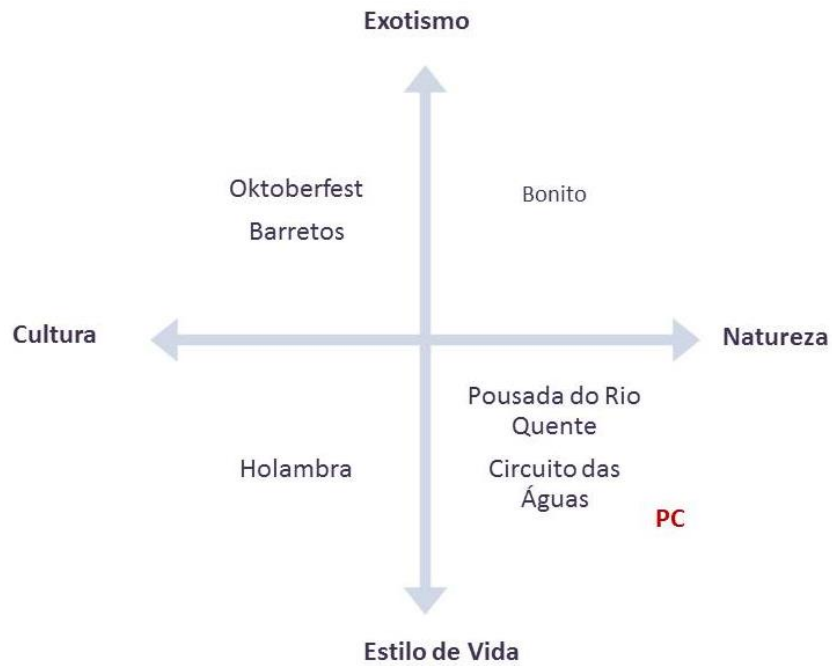 Exotismo
Oktoberfest
Barretos
Bonito
Cultura
Natureza
Pousada do Rio
Quente
Holambra
Circuito das
Águas
PC
Estilo de Vida